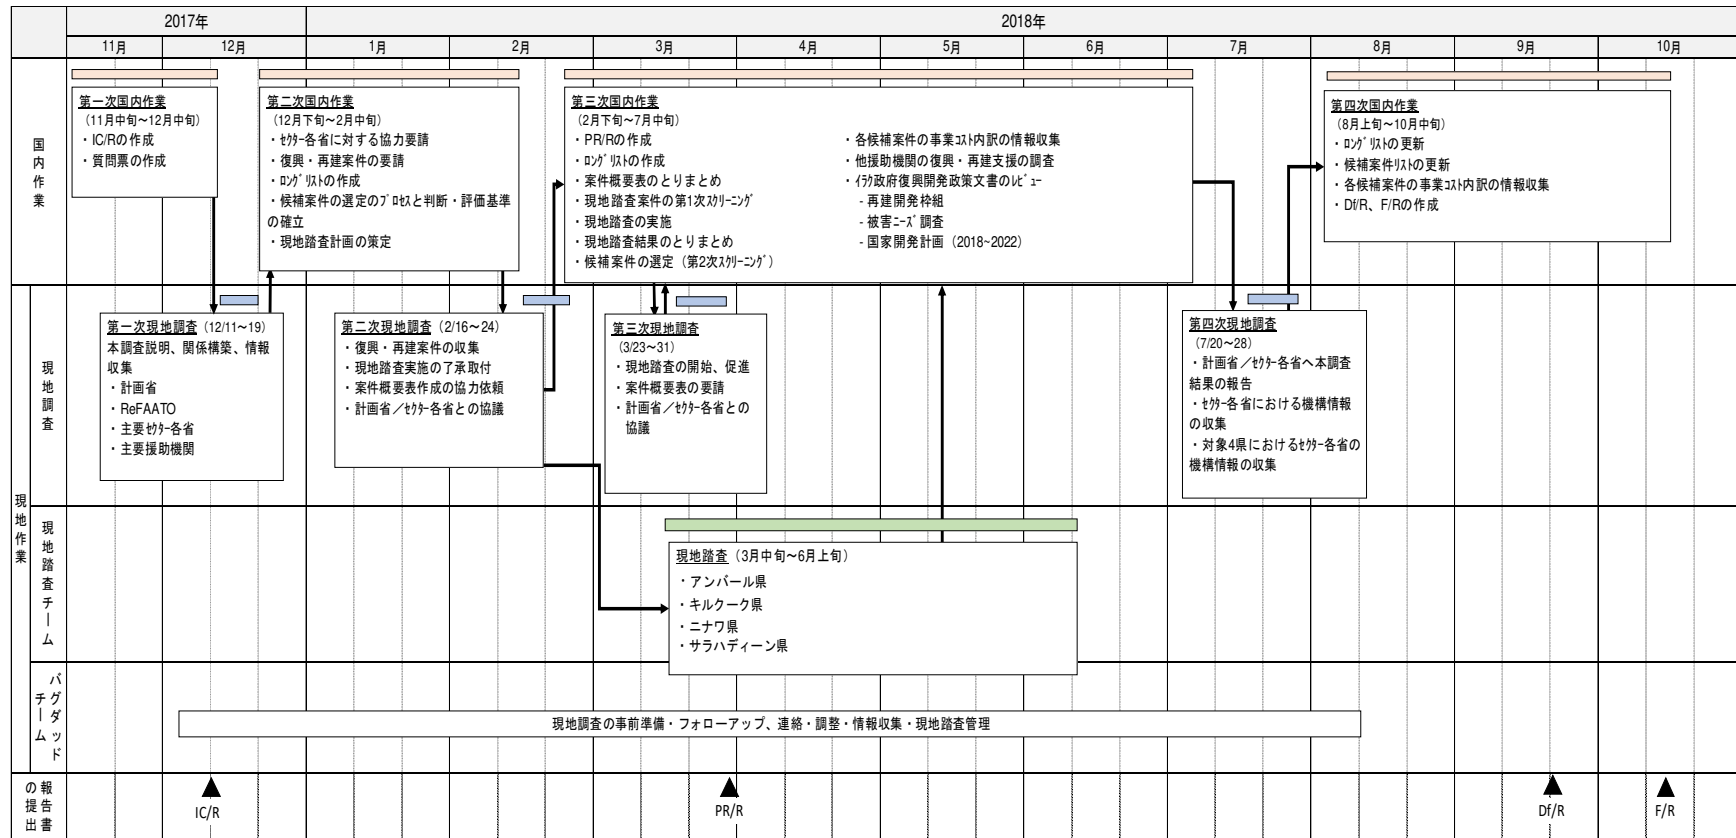 2017年
2018年
11月
12月
1月
2月
3月
4月
5月
6月
7月
8月
9月
10月
国内作業
第一次国内作業
（11月中旬～12月中旬）
・IC/Rの作成
・質問票の作成
第二次国内作業
（12月下旬～2月中旬）
・ｾｸﾀｰ各省に対する協力要請
・復興・再建案件の要請
・ﾛﾝｸﾞﾘｽﾄの作成
・候補案件の選定のﾌﾟﾛｾｽと判断・評価基準
の確立
・現地踏査計画の策定
第三次国内作業
（2月下旬～7月中旬）
・PR/Rの作成
・ﾛﾝｸﾞﾘｽﾄの作成
・案件概要表のとりまとめ
・現地踏査案件の第1次ｽｸﾘｰﾆﾝｸﾞ
・現地踏査の実施
・現地踏査結果のとりまとめ
・候補案件の選定（第2次ｽｸﾘｰﾆﾝｸﾞ）
・各候補案件の事業ｺｽﾄ内訳の情報収集
・他援助機関の復興・再建支援の調査
・ｲﾗｸ政府復興開発政策文書のﾚﾋﾞｭｰ
- 再建開発枠組
- 被害ﾆｰｽﾞ調査
- 国家開発計画（2018~2022）
第四次国内作業
（8月上旬～10月中旬）
・ﾛﾝｸﾞﾘｽﾄの更新
・候補案件ﾘｽﾄの更新
・各候補案件の事業ｺｽﾄ内訳の情報収集
・Df/R、F/Rの作成
現地作業
現地調査
第一次現地調査（12/11～19）
本調査説明、関係構築、情報
収集
・計画省
・ReFAATO
・主要ｾｸﾀｰ各省
・主要援助機関
第二次現地調査（2/16～24）
・復興・再建案件の収集
・現地踏査実施の了承取付
・案件概要表作成の協力依頼
・計画省／ｾｸﾀｰ各省との協議
第三次現地調査
（3/23～31）
・現地踏査の開始、促進
・案件概要表の要請
・計画省／ｾｸﾀｰ各省との
協議
第四次現地調査
（7/20～28）
・計画省／ｾｸﾀｰ各省へ本調査
結果の報告
・ｾｸﾀｰ各省における機構情報
の収集
・対象4県におけるｾｸﾀｰ各省の
機構情報の収集
現地踏査チーム
現地踏査（3月中旬～6月上旬）
・アンバール県
・キルクーク県
・ニナワ県
・サラハディーン県
バグダッド
チーム
現地調査の事前準備・フォローアップ、連絡・調整・情報収集・現地踏査管理
報告書
の提出
IC/R
PR/R
Df/R
F/R